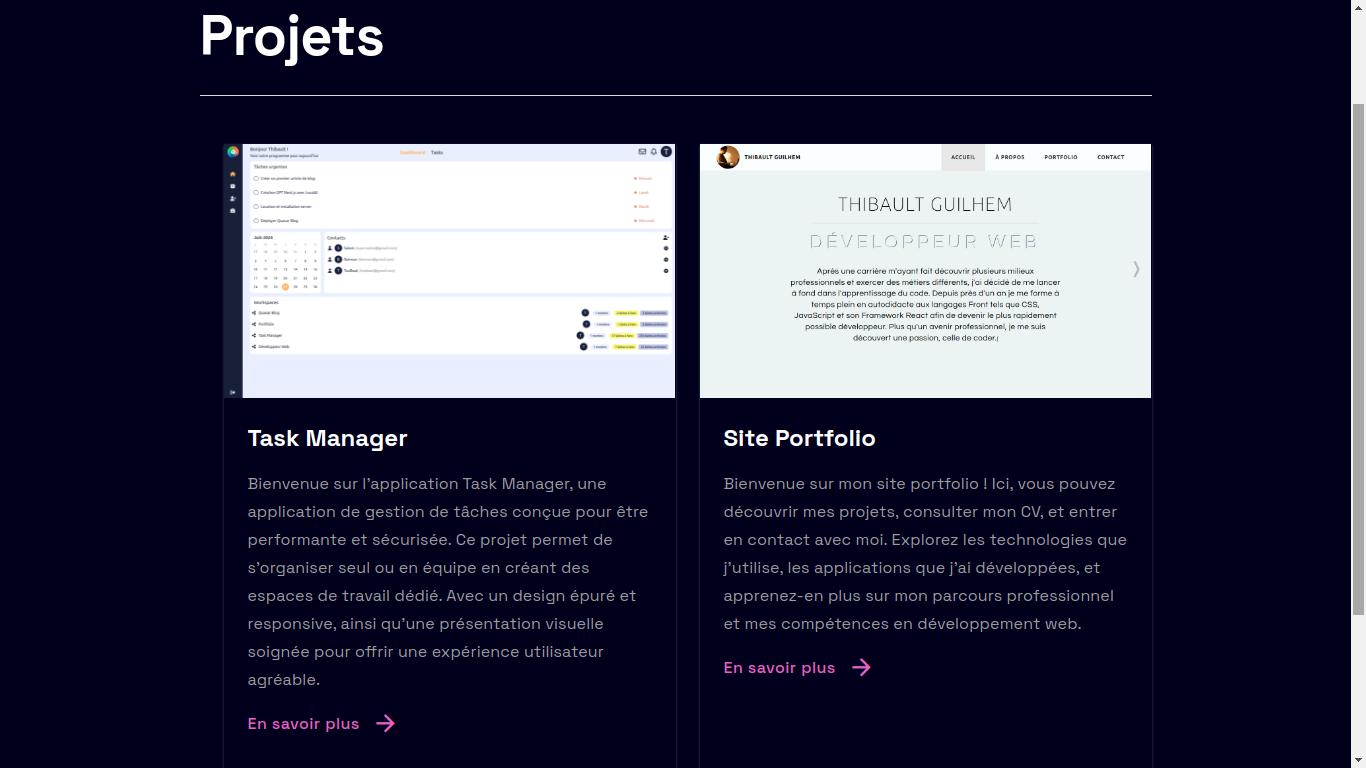 Projets
Bonjour Thibault !
Voici votre programme pour aujourd'hui
Dashboard Tasks
Tâches urgentes
Créer un premier article de blog
Location et installation server
Déployer Quasar Blog
Contacts
Workspaces
Quasar Blog
Portfolio
Task Manager
Développeur Web
THIBAULT GUILHEM
ACCUEIL À PROPOS PORTFOLIO CONTACT
THIBAULT GUILHEM
DÉVELOPPEUR WEB
Après une carrière m'ayant fait découvrir plusieurs milieux
professionnels et exercer des métiers différents, j'ai décidé de me lancer
à fond dans l'apprentissage du code. Depuis près d'un an je me forme à
temps plein en autodidacte aux langages Front tels que CSS,
JavaScript et son Framework React afin de devenir le plus rapidement
possible développeur. Plus qu'un avenir professionnel, je me suis
découvert une passion, celle de coder.
Task Manager
Bienvenue sur l'application Task Manager, une
application de gestion de tâches conçue pour être
performante et sécurisée. Ce projet permet de
s'organiser seul ou en équipe en créant des
espaces de travail dédié. Avec un design épuré et
responsive, ainsi qu'une présentation visuelle
soignée pour offrir une expérience utilisateur
agréable.
En savoir plus
Site Portfolio
Bienvenue sur mon site portfolio ! Ici, vous pouvez
découvrir mes projets, consulter mon CV, et entrer
en contact avec moi. Explorez les technologies que
j'utilise, les applications que j'ai développées, et
apprenez-en plus sur mon parcours professionnel
et mes compétences en développement web.
En savoir plus